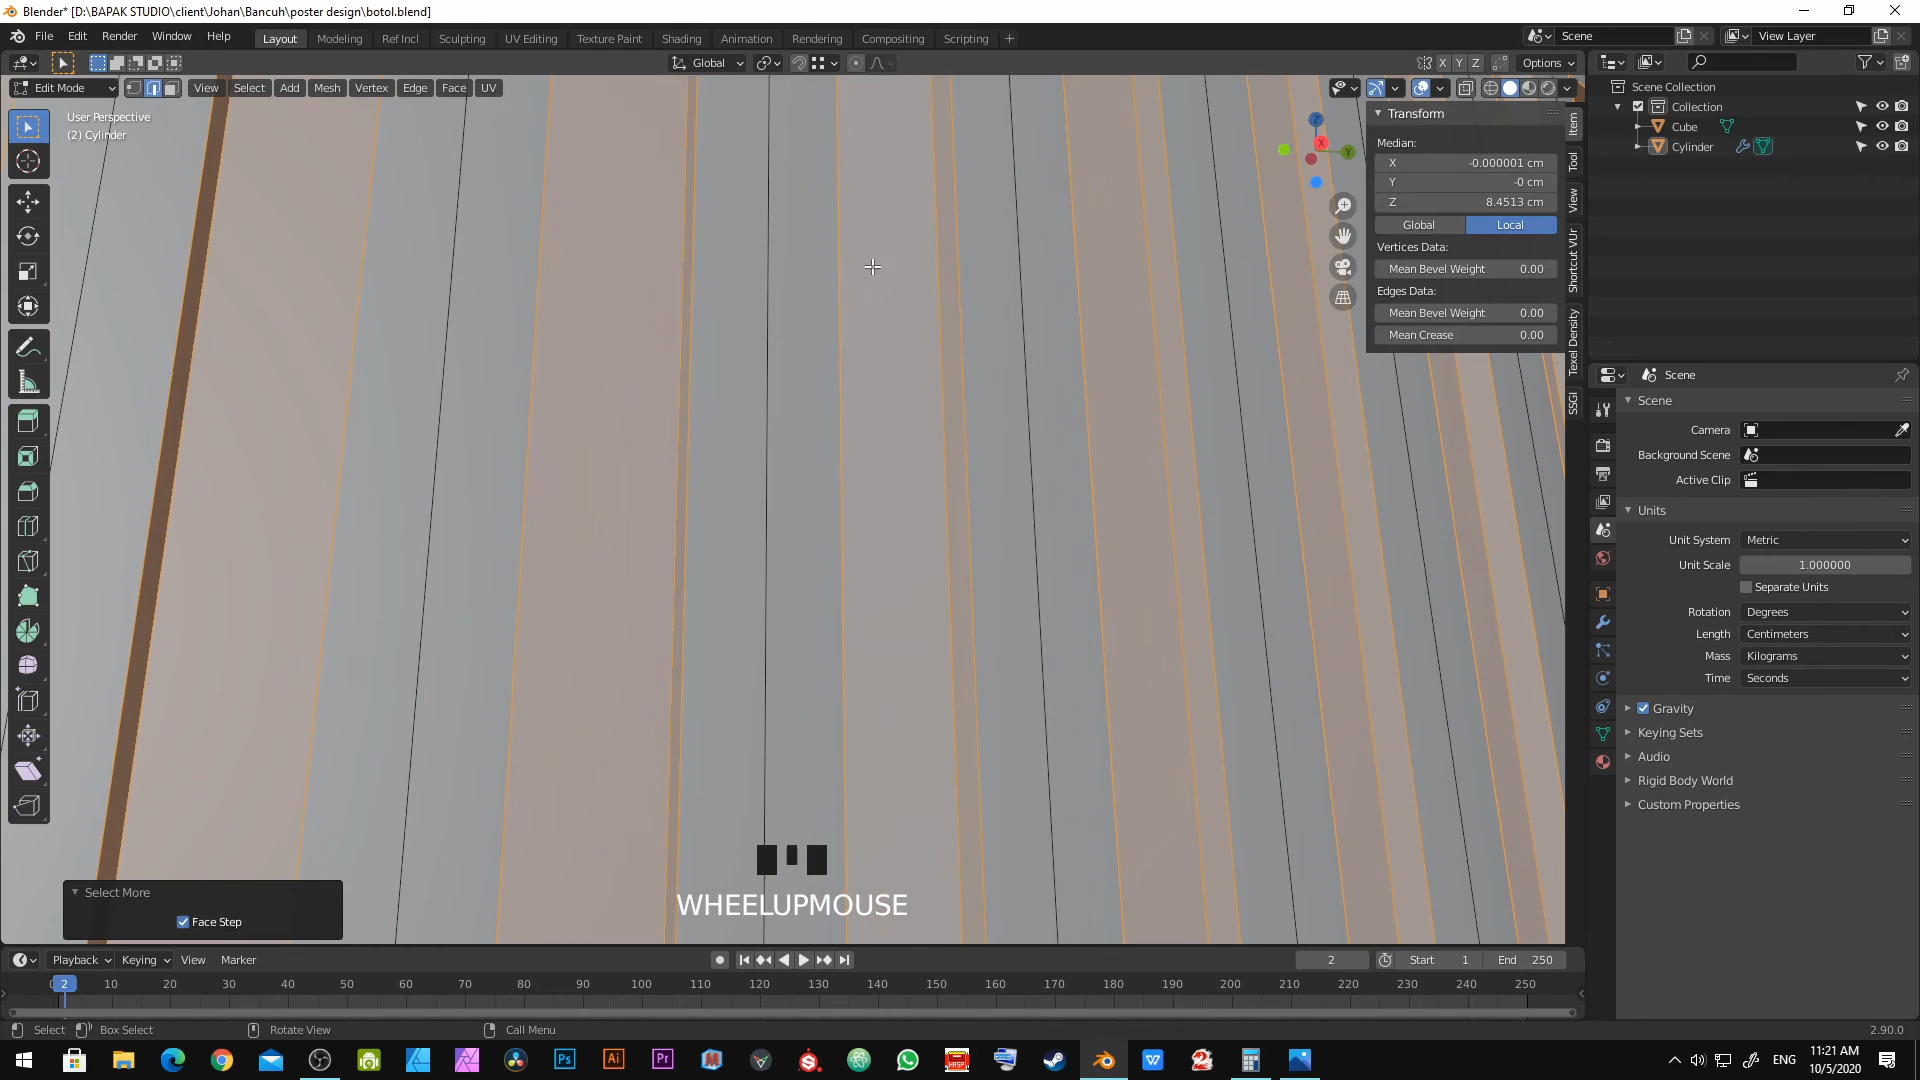 Blender* [D:\BAPAK STUDIO\client\Johan\Bancuh\poster design\botol.blend]
File Edit Render Window Help Layout Modeling Ref Incl Sculpting UV Editing Texture Paint Shading Animation Rendering Compositing Scripting Scene View Layer
Global X Y Z Options
Edit Mode View Select Add Mesh Vertex Edge Face UV
User Perspective
(2) Cylinder
Z
X
Y
Transform
Median:
X -0.000001 cm
Y -0 cm
Z 8.4513 cm
Global Local
Vertices Data:
Mean Bevel Weight 0.00
Edges Data:
Mean Bevel Weight 0.00
Mean Crease 0.00
Item
Tool
View
Shortcut VUr
Texel Density
SSGI
Scene Collection
Collection
Cube
Cylinder
Scene
Scene
Camera
Background Scene
Active Clip
Units
Unit System Metric
Unit Scale 1.000000
Separate Units
Rotation Degrees
Length Centimeters
Mass Kilograms
Time Seconds
Gravity
Keying Sets
Audio
Rigid Body World
Custom Properties
WHEELUPMOUSE
Select More
Face Step
Playback Keying View Marker 2 Start 1 End 250
2 10 20 30 40 50 60 70 80 90 100 110 120 130 140 150 160 170 180 190 200 210 220 230 240 250
Select Box Select Rotate View Call Menu 2.90.0
ENG
11:21 AM
10/5/2020